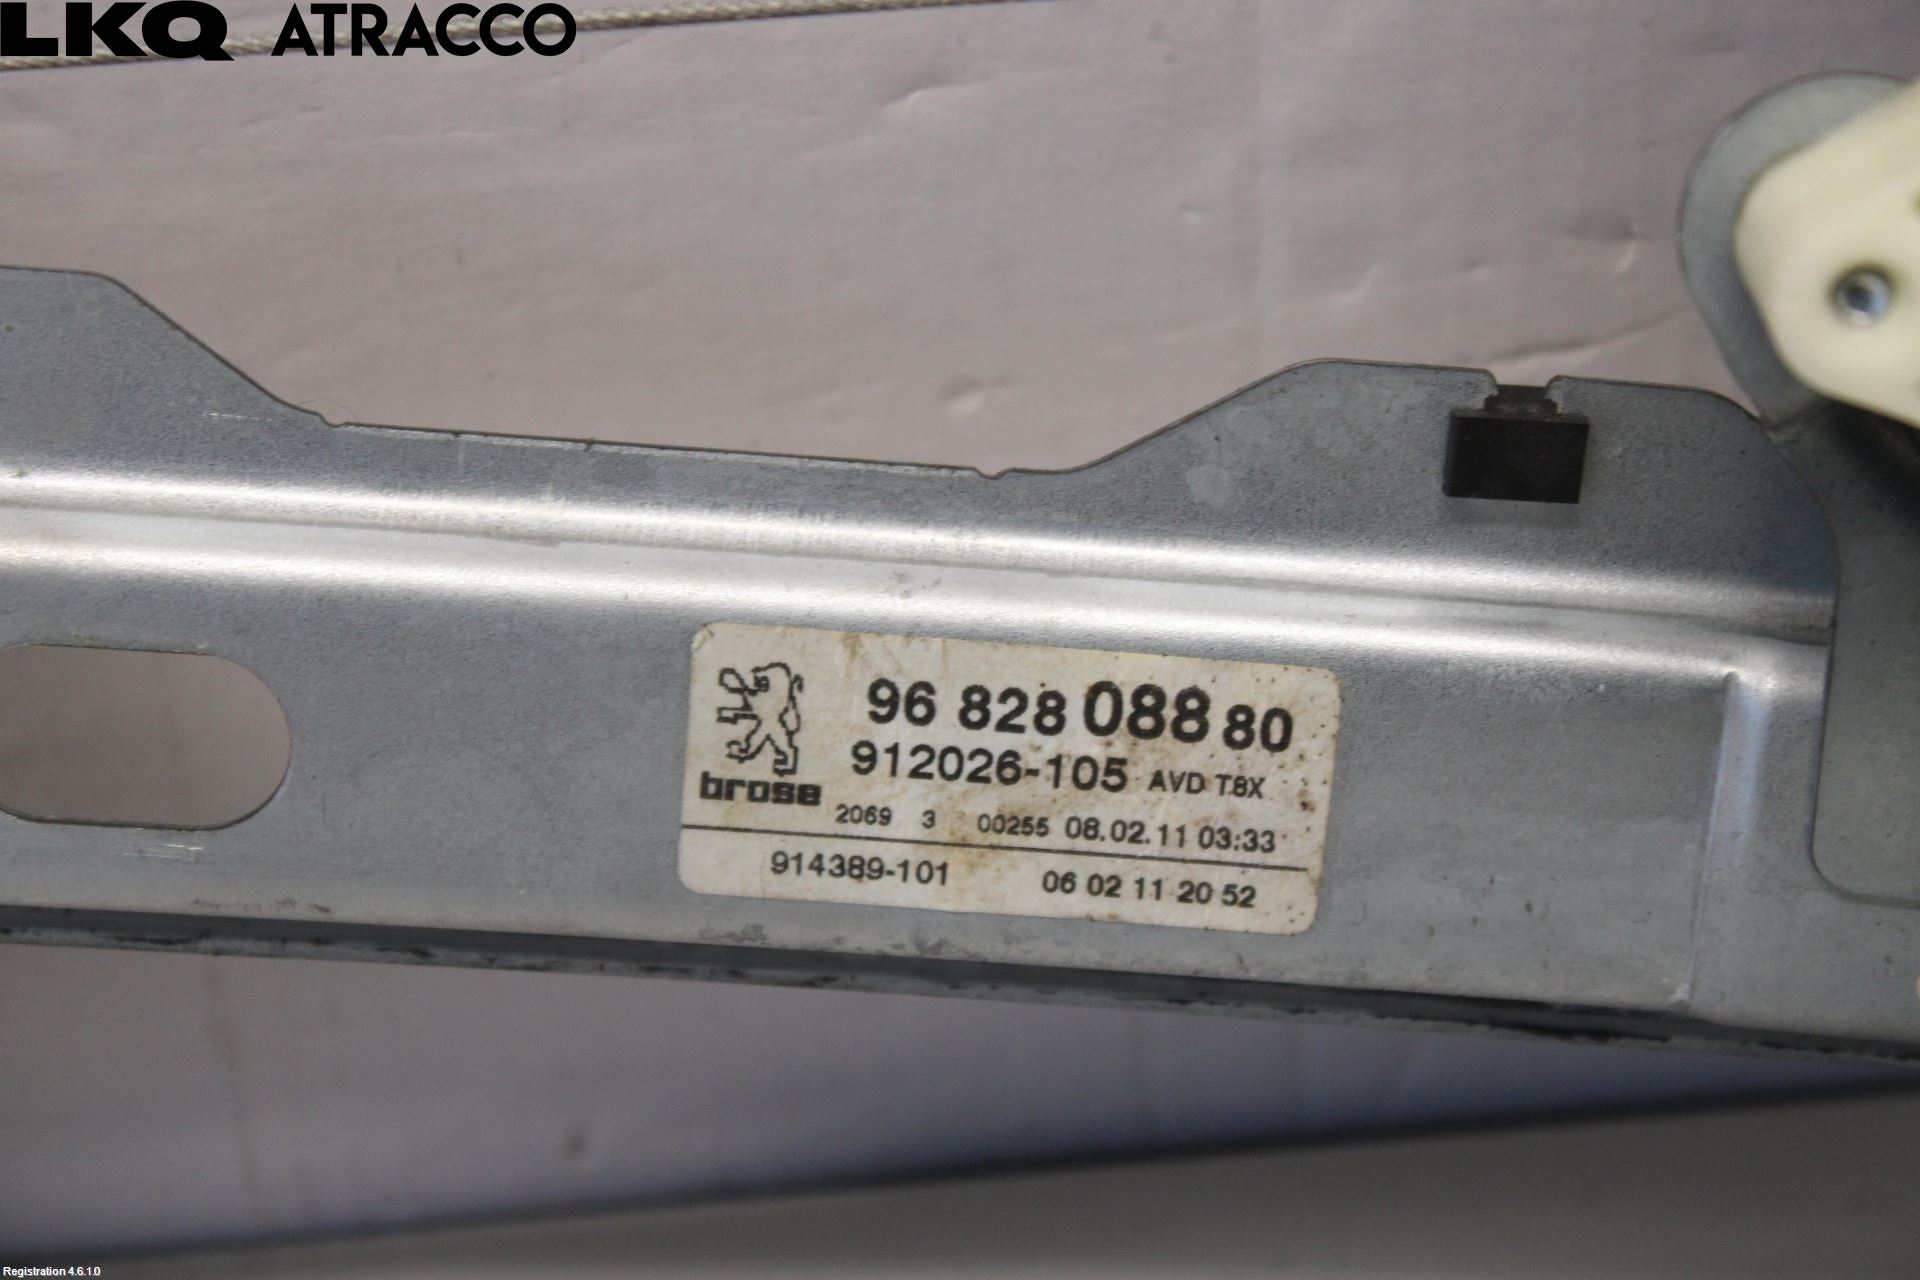 LKQ ATRACCO
96 828 088 80
912026-105 AVD T8X
brose
2069 3 00255 08.02.11 03:33
914389-101 06 02 11 20 52
Registration 4.6.1.0